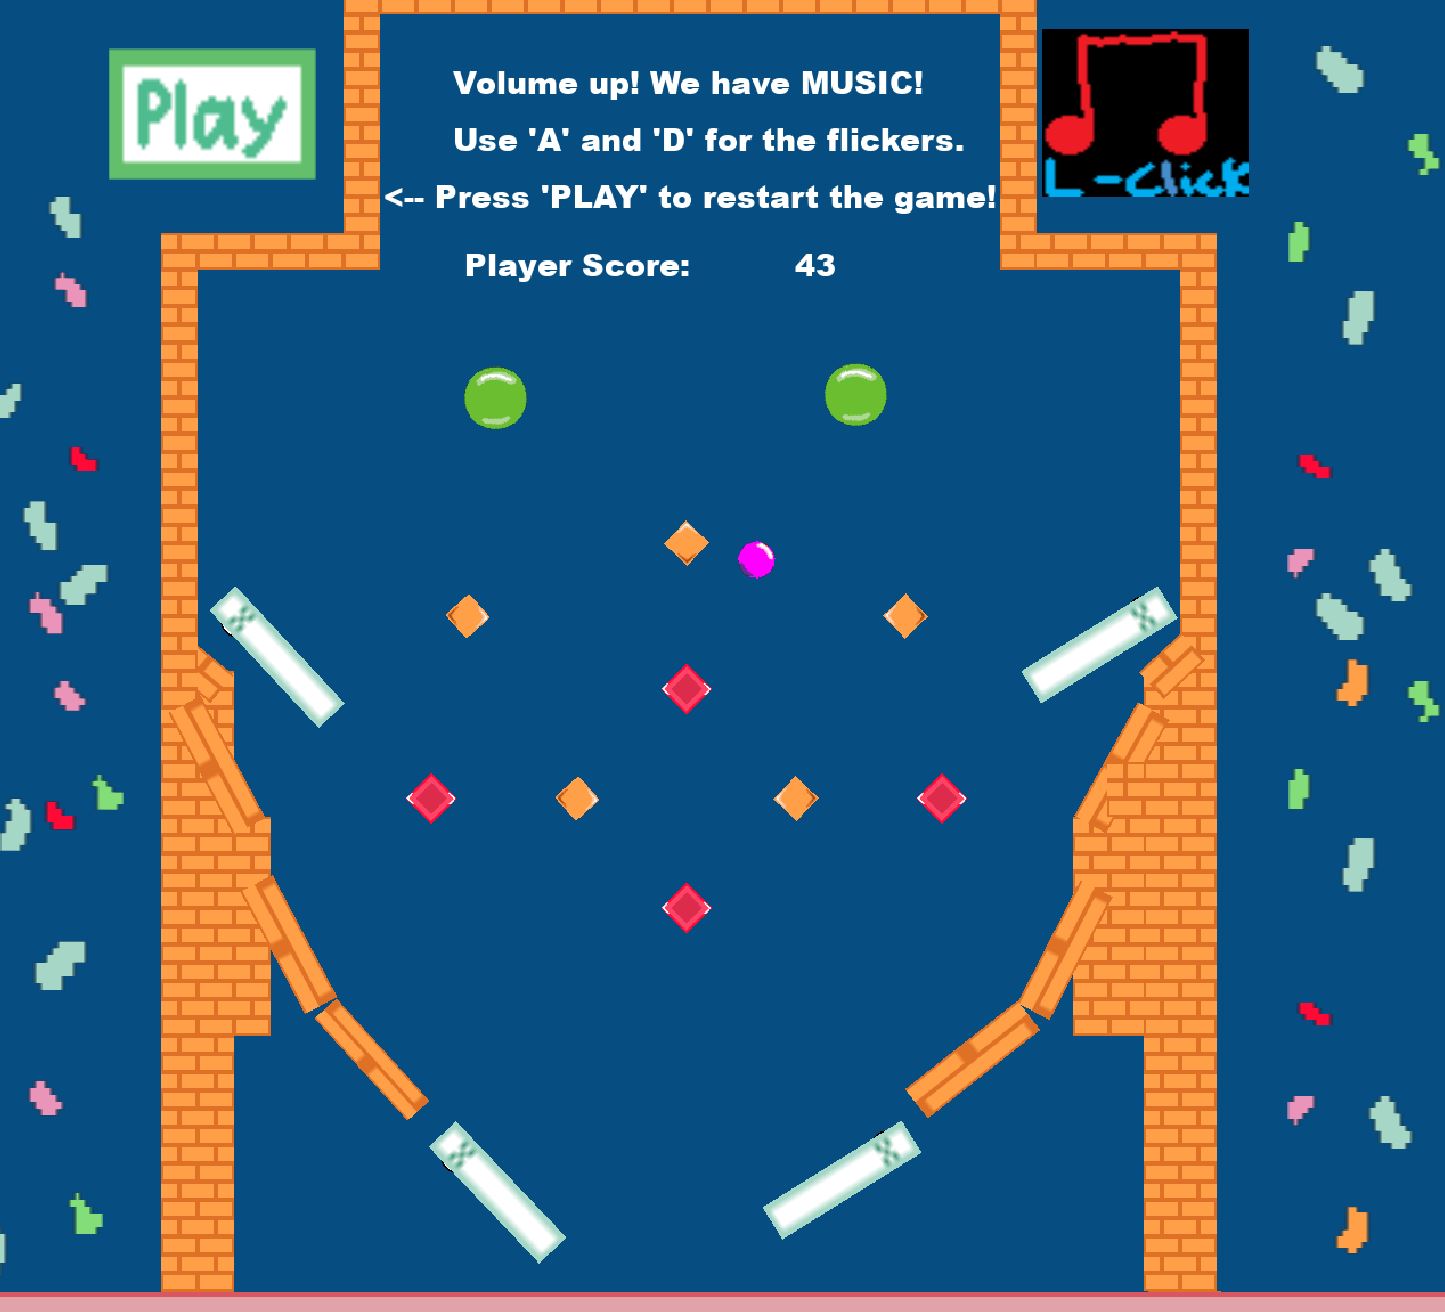 Play
Volume up! We have MUSIC!
Use 'A' and 'D' for the flickers.
<-- Press 'PLAY' to restart the game!
L-Click
Player Score: 43